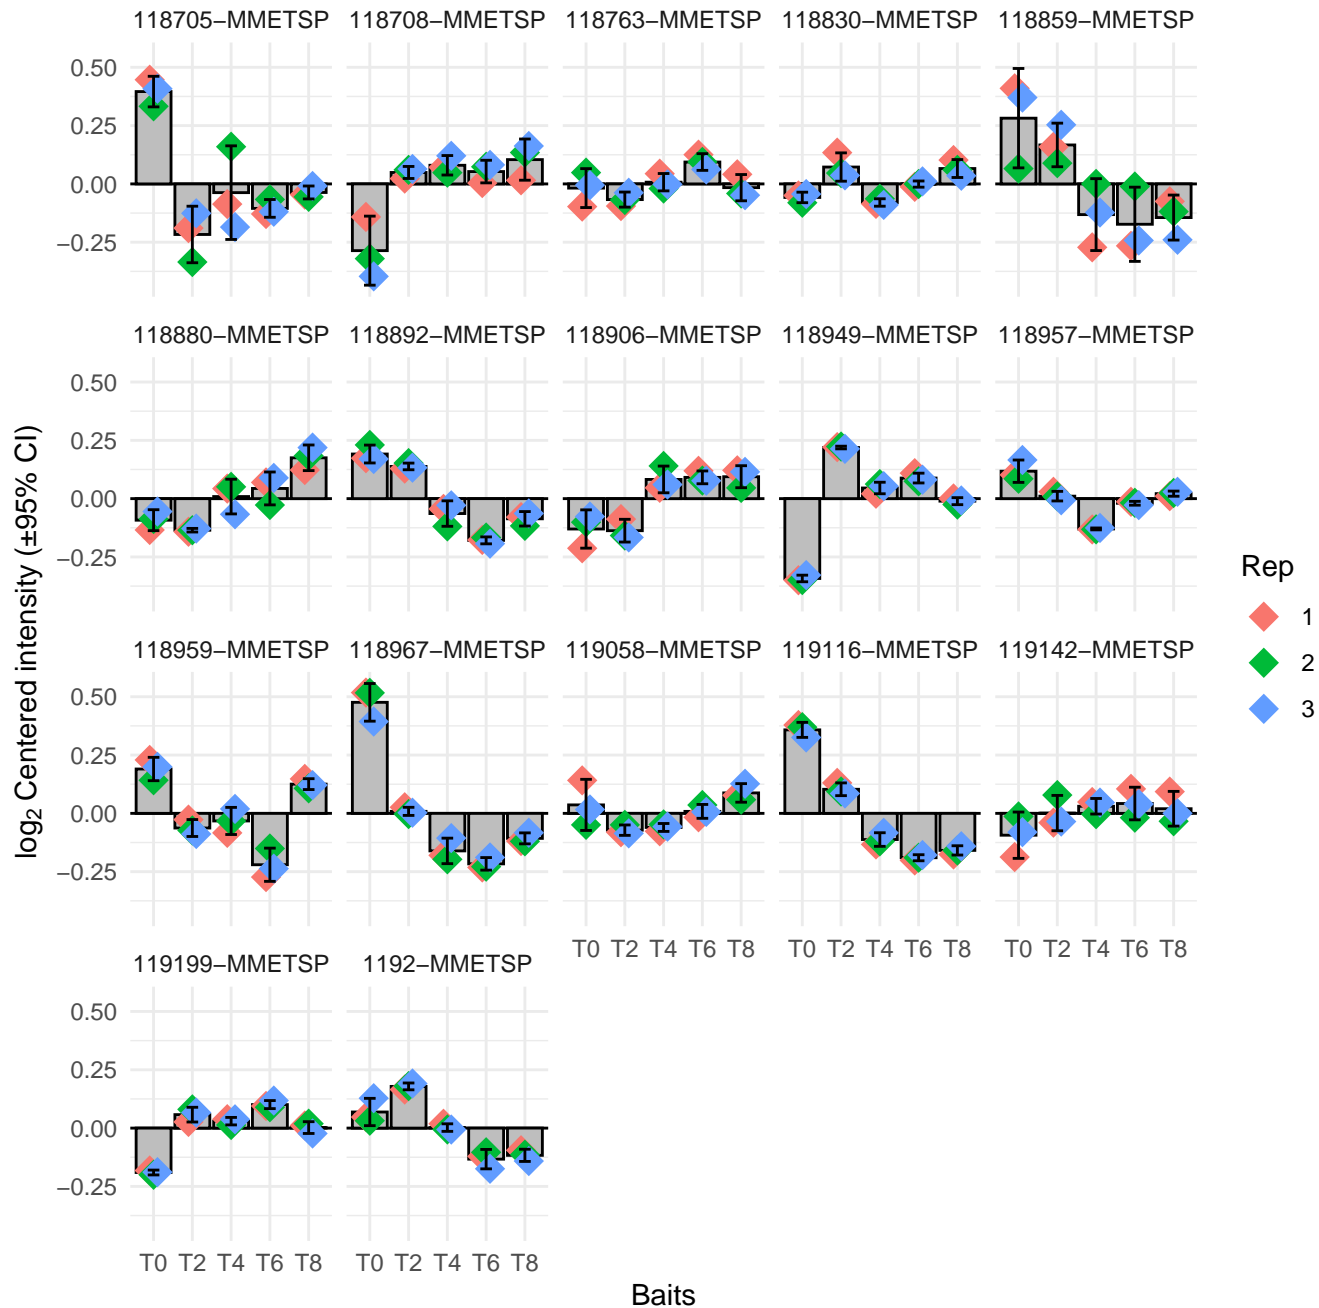 118705−MMETSP 118708−MMETSP 118763−MMETSP 118830−MMETSP 118859−MMETSP
0.50
0.25
0.00
−0.25
118880−MMETSP 118892−MMETSP 118906−MMETSP 118949−MMETSP 118957−MMETSP
0.50
0.25
0.00
−0.25
118959−MMETSP 118967−MMETSP 119058−MMETSP 119116−MMETSP 119142−MMETSP
0.50
0.25
0.00
−0.25
T0 T2 T4 T6 T8 T0 T2 T4 T6 T8 T0 T2 T4 T6 T8
119199−MMETSP 1192−MMETSP
0.50
0.25
0.00
−0.25
T0 T2 T4 T6 T8 T0 T2 T4 T6 T8
Baits
log2 Centered intensity (±95% CI)
Rep
1
2
3